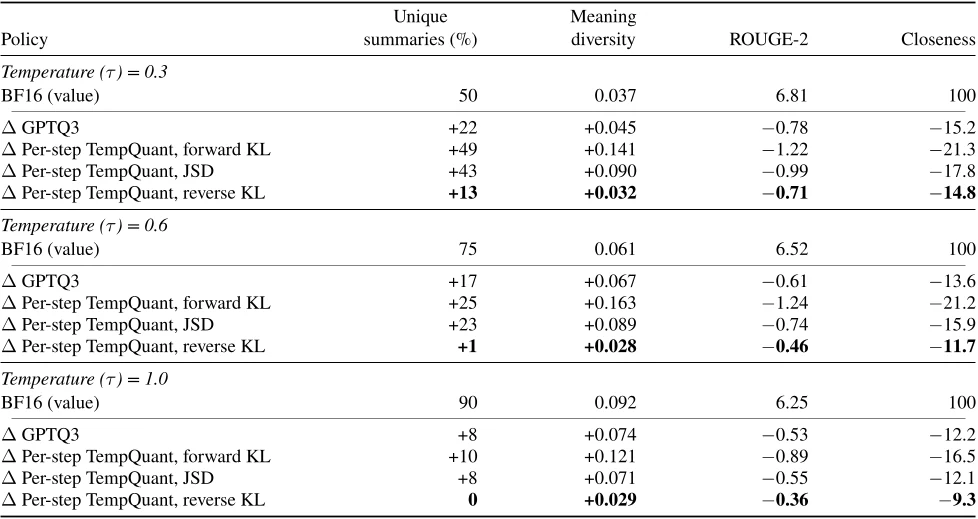 Unique Meaning
Policy summaries (%) diversity ROUGE-2 Closeness
Temperature (τ) = 0.3
BF16 (value) 50 0.037 6.81 100
Δ GPTQ3 +22 +0.045 −0.78 −15.2
Δ Per-step TempQuant, forward KL +49 +0.141 −1.22 −21.3
Δ Per-step TempQuant, JSD +43 +0.090 −0.99 −17.8
Δ Per-step TempQuant, reverse KL +13 +0.032 −0.71 −14.8
Temperature (τ) = 0.6
BF16 (value) 75 0.061 6.52 100
Δ GPTQ3 +17 +0.067 −0.61 −13.6
Δ Per-step TempQuant, forward KL +25 +0.163 −1.24 −21.2
Δ Per-step TempQuant, JSD +23 +0.089 −0.74 −15.9
Δ Per-step TempQuant, reverse KL +1 +0.028 −0.46 −11.7
Temperature (τ) = 1.0
BF16 (value) 90 0.092 6.25 100
Δ GPTQ3 +8 +0.074 −0.53 −12.2
Δ Per-step TempQuant, forward KL +10 +0.121 −0.89 −16.5
Δ Per-step TempQuant, JSD +8 +0.071 −0.55 −12.1
Δ Per-step TempQuant, reverse KL 0 +0.029 −0.36 −9.3